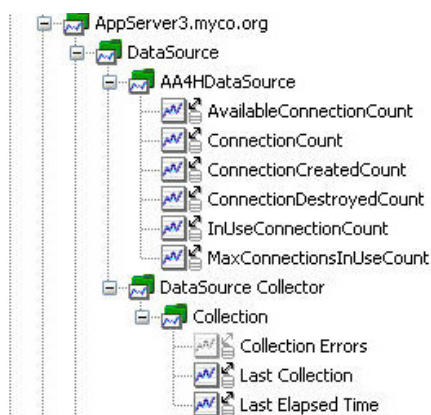 AppServer3.myco.org
DataSource
AA4HDataSource
AvailableConnectionCount
ConnectionCount
ConnectionCreatedCount
ConnectionDestroyedCount
InUseConnectionCount
MaxConnectionsInUseCount
DataSource Collector
Collection
Collection Errors
Last Collection
Last Elapsed Time